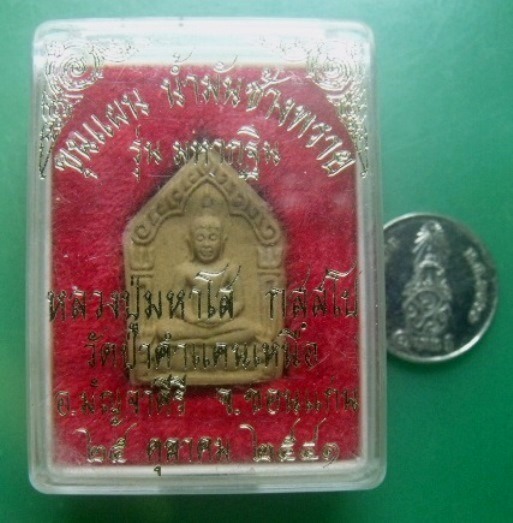 ขุนแผน น้ำมันช้างพราย
รุ่น มหากฐิน
หลวงปู่มหาโส กสฺสโป
วัดป่าคำแคนเหนือ
อ.มัญจาคีรี จ.ขอนแก่น
๒๕ ตุลาคม ๒๕๔๑